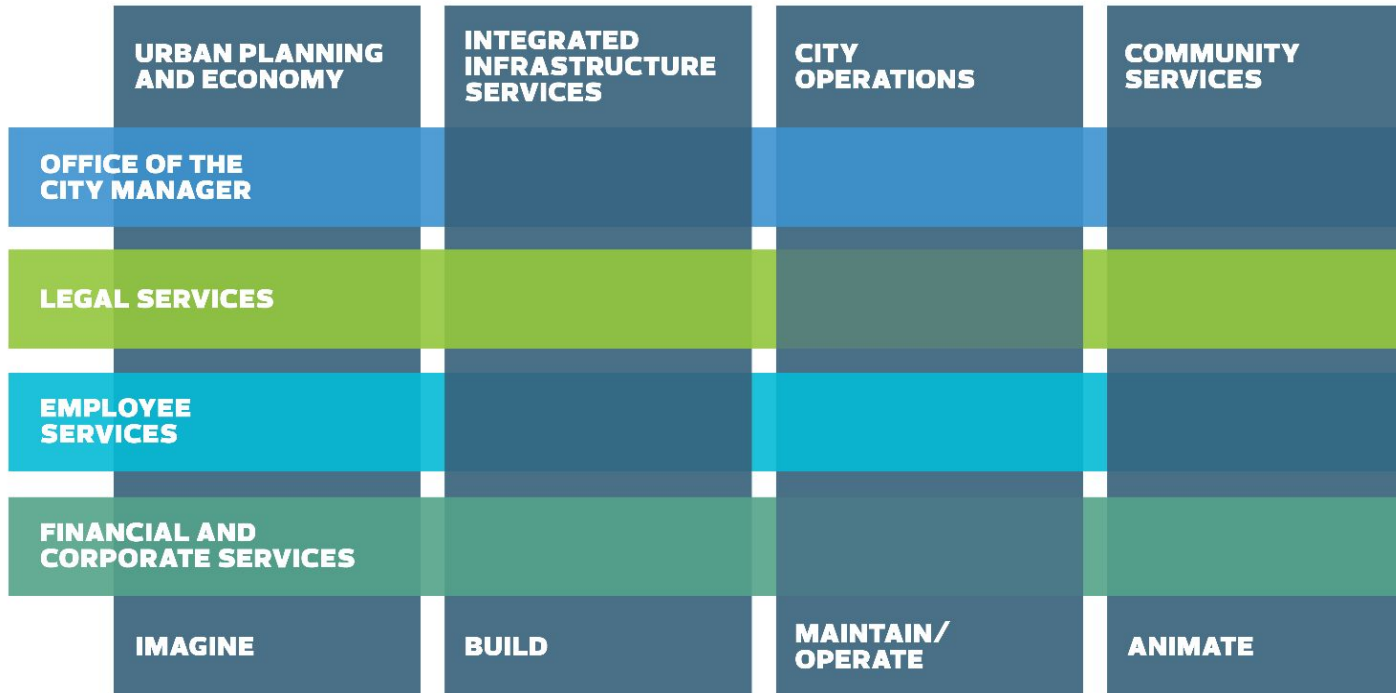 URBAN PLANNING
AND ECONOMY
INTEGRATED
INFRASTRUCTURE
SERVICES
CITY
OPERATIONS
COMMUNITY
SERVICES
OFFICE OF THE
CITY MANAGER
LEGAL SERVICES
EMPLOYEE
SERVICES
FINANCIAL AND
CORPORATE SERVICES
IMAGINE
BUILD
MAINTAIN/
OPERATE
ANIMATE